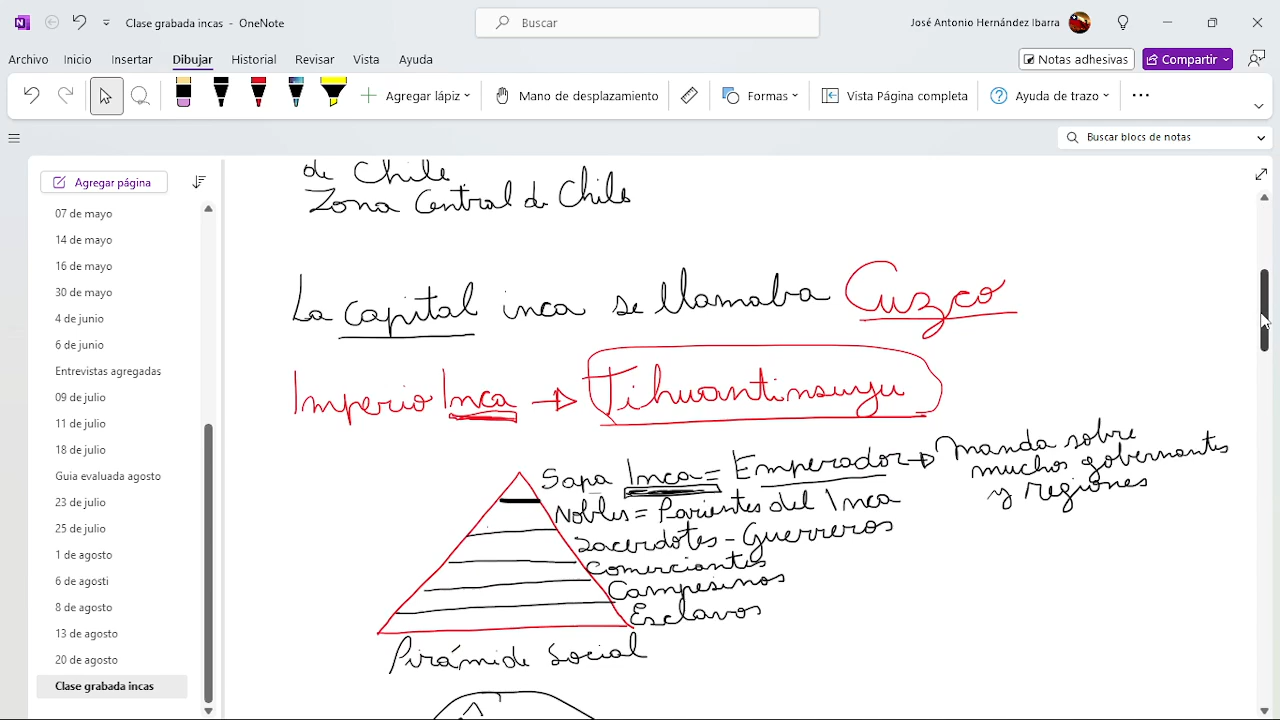 Clase grabada incas - OneNote
Buscar
José Antonio Hernández Ibarra
Archivo Inicio Insertar Dibujar Historial Revisar Vista Ayuda
Notas adhesivas
Compartir
Agregar lápiz
Mano de desplazamiento
Formas
Vista Página completa
Ayuda de trazo
Buscar blocs de notas
Agregar página
07 de mayo
14 de mayo
16 de mayo
30 de mayo
4 de junio
6 de junio
Entrevistas agregadas
09 de julio
11 de julio
18 de julio
Guia evaluada agosto
23 de julio
25 de julio
1 de agosto
6 de agosti
8 de agosto
13 de agosto
20 de agosto
Clase grabada incas
de Chile
Zona Central de Chile
La capital inca se llamaba Cuzco
Imperio Inca → Tihuantinsuyu
Sapa Inca = Emperador → Manda sobre
muchos gobernantes
y regiones
Nobles = Parientes del Inca
Sacerdotes - Guerreros
Comerciantes
Campesinos
Esclavos
Pirámide Social